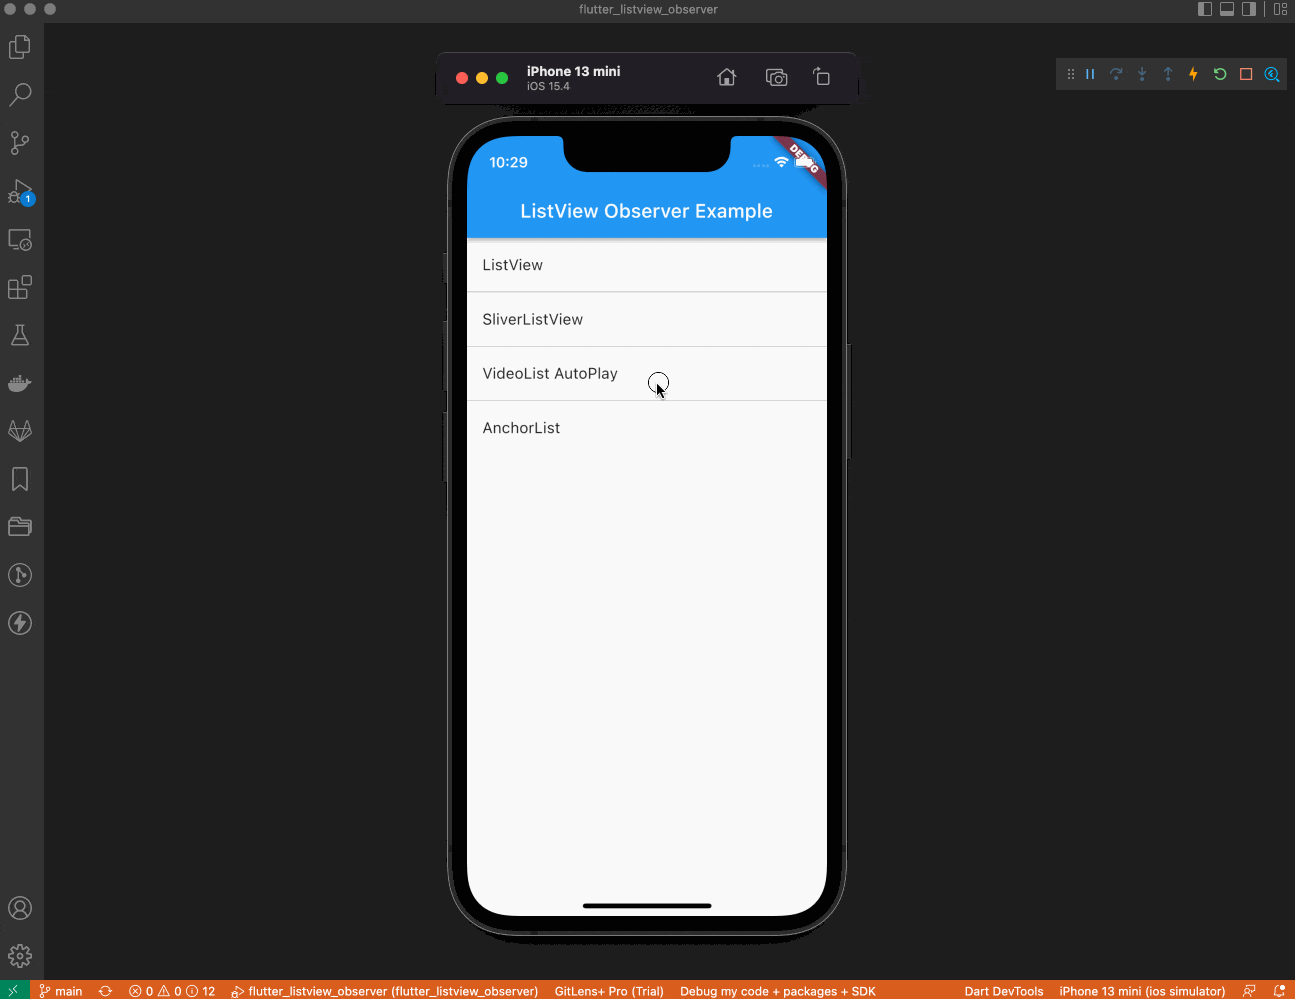 flutter_listview_observer
iPhone 13 mini
iOS 15.4
10:29
DEBUG
ListView Observer Example
ListView
SliverListView
VideoList AutoPlay
AnchorList
1
main 0 0 12 flutter_listview_observer (flutter_listview_observer) GitLens+ Pro (Trial) Debug my code + packages + SDK Dart DevTools iPhone 13 mini (ios simulator)